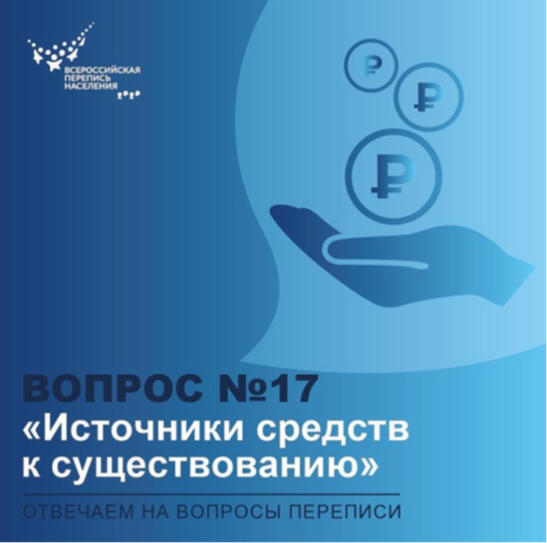 ВСЕРОССИЙСКАЯ
ПЕРЕПИСЬ
НАСЕЛЕНИЯ
₽
₽
₽
ВОПРОС №17
«Источники средств
к существованию»
ОТВЕЧАЕМ НА ВОПРОСЫ ПЕРЕПИСИ